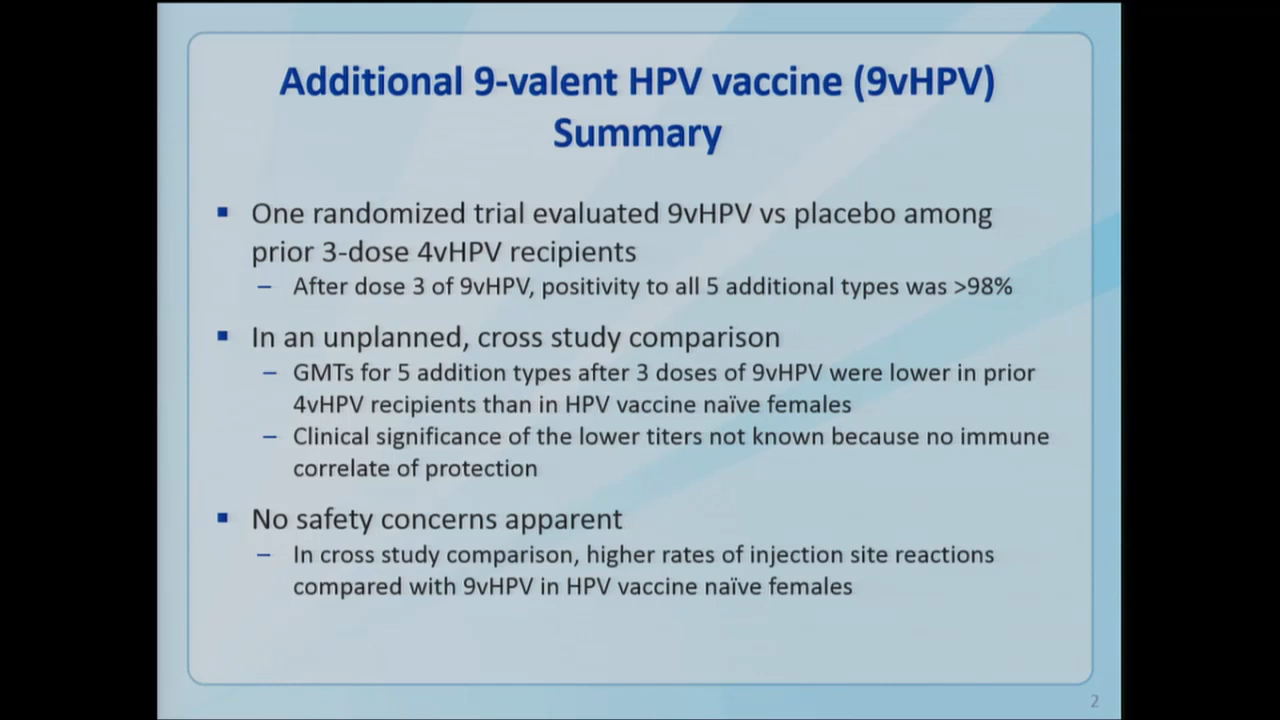 Additional 9-valent HPV vaccine (9vHPV)
Summary
▪ One randomized trial evaluated 9vHPV vs placebo among
prior 3-dose 4vHPV recipients
– After dose 3 of 9vHPV, positivity to all 5 additional types was >98%
▪ In an unplanned, cross study comparison
– GMTs for 5 addition types after 3 doses of 9vHPV were lower in prior
4vHPV recipients than in HPV vaccine naïve females
– Clinical significance of the lower titers not known because no immune
correlate of protection
▪ No safety concerns apparent
– In cross study comparison, higher rates of injection site reactions
compared with 9vHPV in HPV vaccine naïve females
2